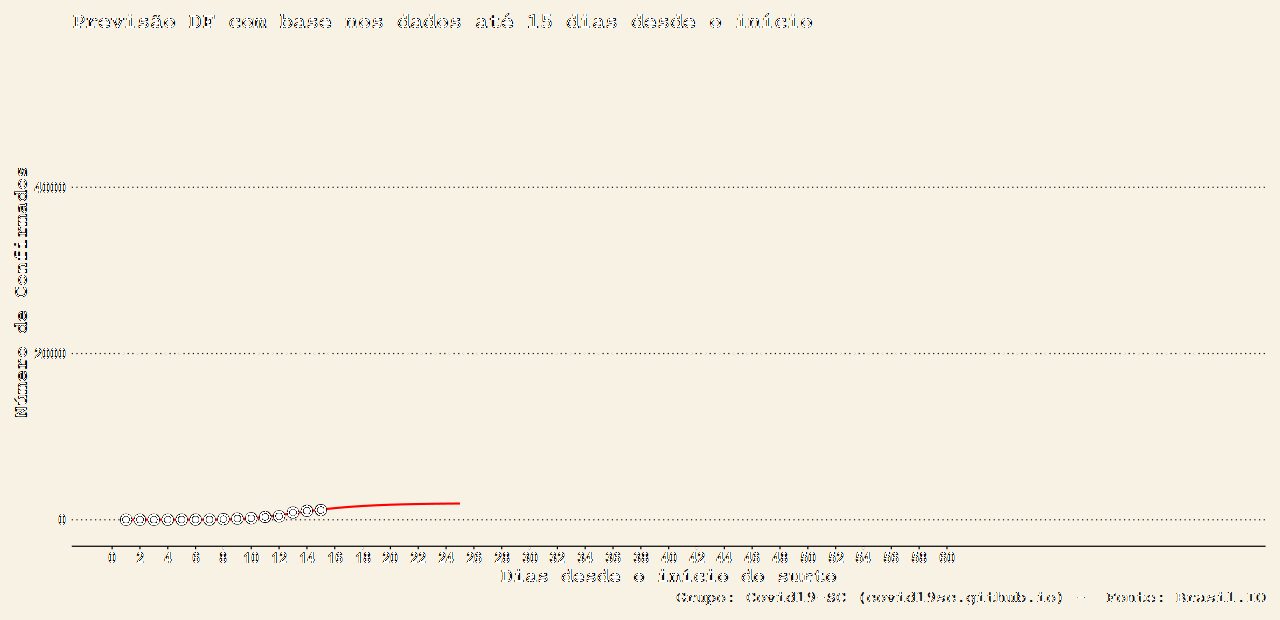 Previsão DF com base nos dados até 15 dias desde o início
Número de Confirmados
40000
20000
0
0 2 4 6 8 10 12 14 16 18 20 22 24 26 28 30 32 34 36 38 40 42 44 46 48 50 52 54 56 58 60
Dias desde o início do surto
Grupo: Covid19-SC (covid19sc.github.io) -- Fonte: Brasil.IO